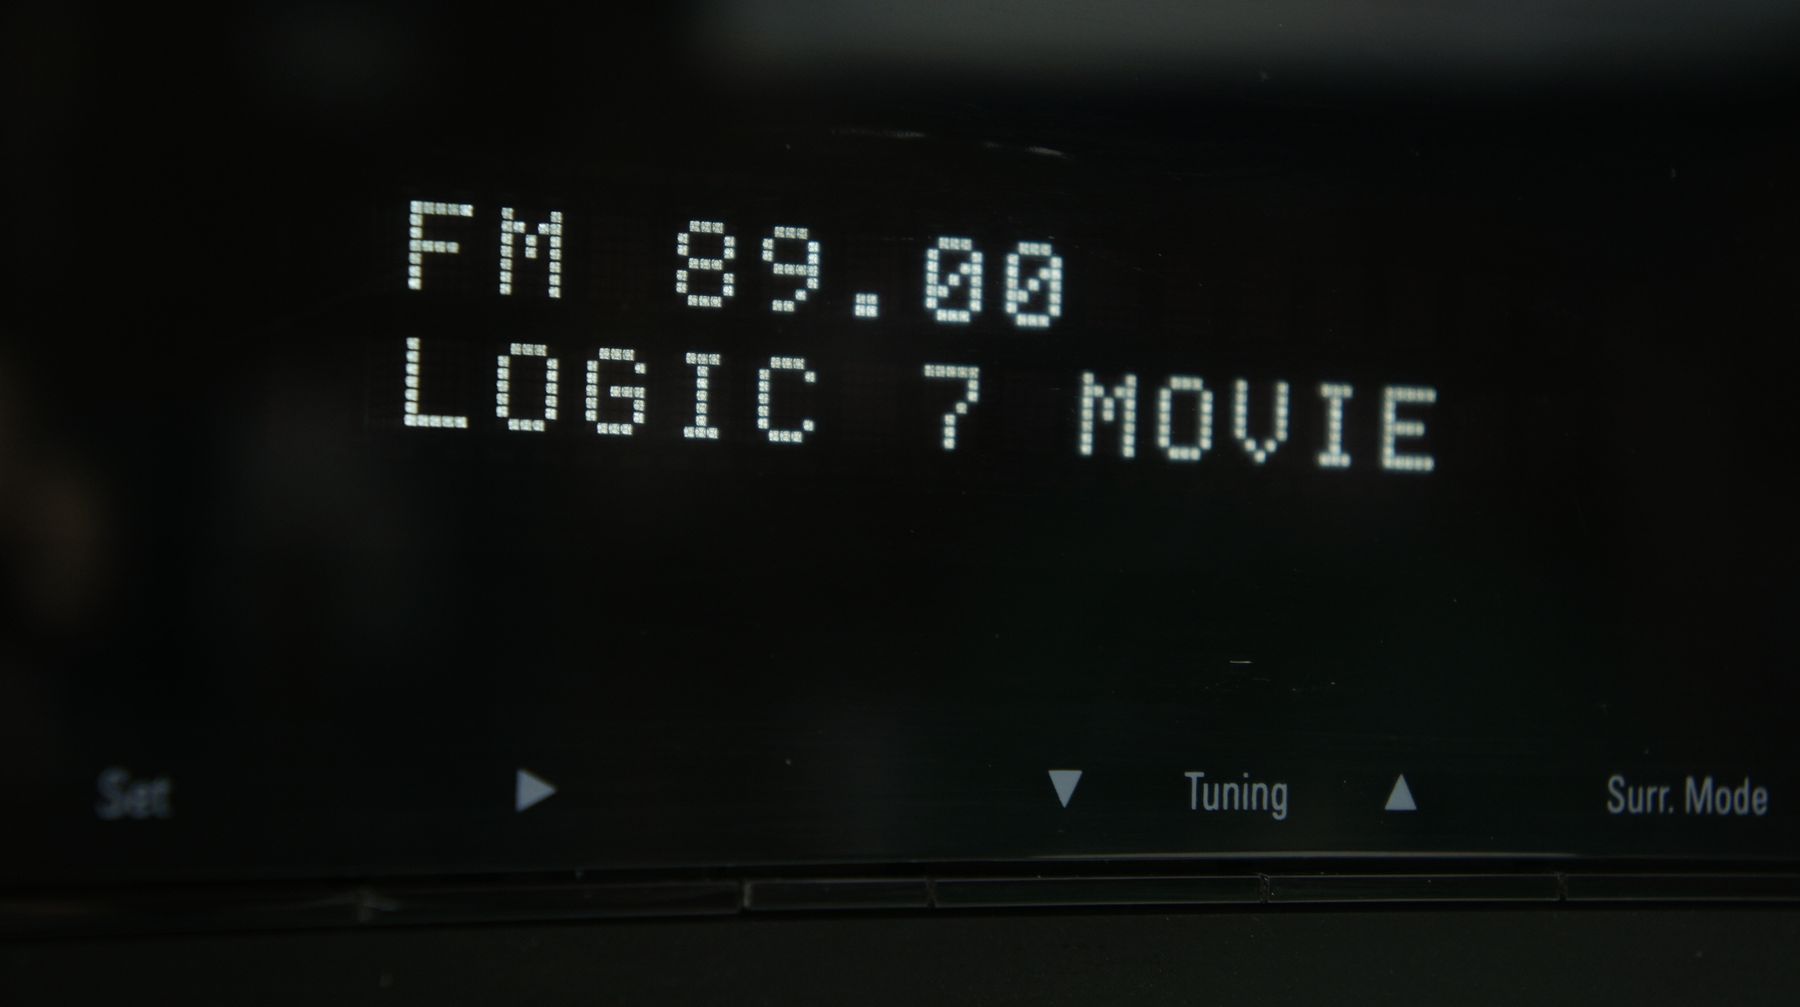 FM 89.00
LOGIC 7 MOVIE
Set ▶ ▼ Tuning ▲ Surr. Mode